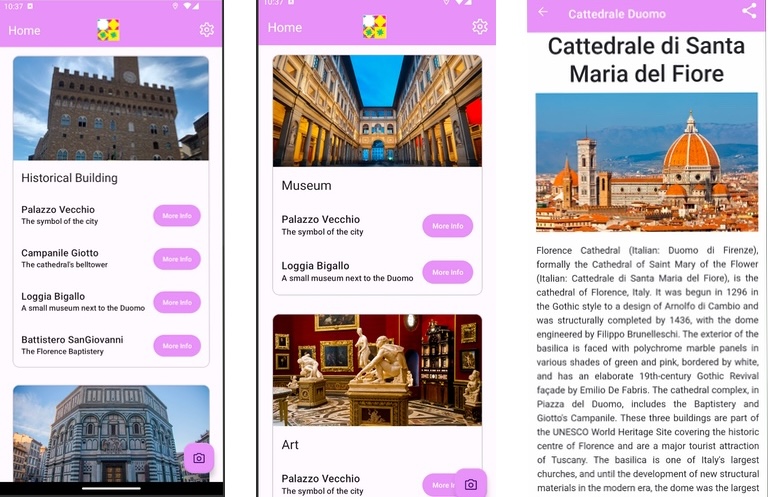 10:37
Home
Historical Building
Palazzo Vecchio
The symbol of the city
More Info
Campanile Giotto
The cathedral's belltower
More Info
Loggia Bigallo
A small museum next to the Duomo
More Info
Battistero SanGiovanni
The Florence Baptistery
More Info
10:37
Home
Museum
Palazzo Vecchio
The symbol of the city
More Info
Loggia Bigallo
A small museum next to the Duomo
More Info
Art
Palazzo Vecchio
The symbol of the city
More
Cattedrale Duomo
Cattedrale di Santa
Maria del Fiore
Florence Cathedral (Italian: Duomo di Firenze),
formally the Cathedral of Saint Mary of the Flower
(Italian: Cattedrale di Santa Maria del Fiore), is the
cathedral of Florence, Italy. It was begun in 1296 in
the Gothic style to a design of Arnolfo di Cambio and
was structurally completed by 1436, with the dome
engineered by Filippo Brunelleschi. The exterior of the
basilica is faced with polychrome marble panels in
various shades of green and pink, bordered by white,
and has an elaborate 19th-century Gothic Revival
façade by Emilio De Fabris. The cathedral complex, in
Piazza del Duomo, includes the Baptistery and
Giotto's Campanile. These three buildings are part of
the UNESCO World Heritage Site covering the historic
centre of Florence and are a major tourist attraction
of Tuscany. The basilica is one of Italy's largest
churches, and until the development of new structural
materials in the modern era, the dome was the largest